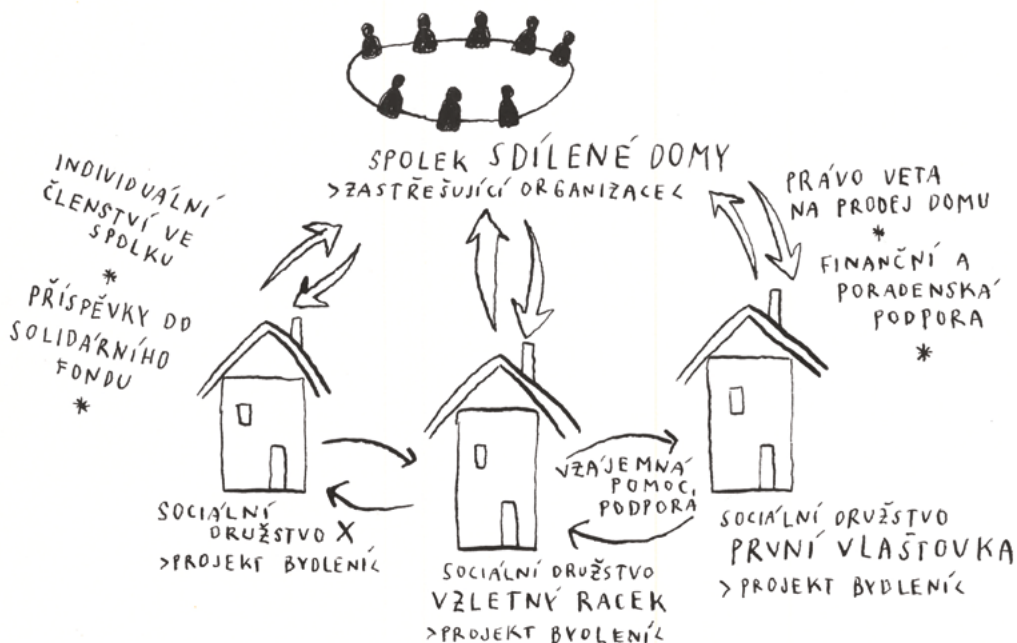 SPOLEK SDÍLENÉ DOMY
>ZASTŘEŠUJÍCÍ ORGANIZACE<
INDIVIDUÁLNÍ
ČLENSTVÍ VE
SPOLKU
*
PŘÍSPĚVKY DO
SOLIDÁRNÍHO
FONDU
*
PRÁVO VETA
NA PRODEJ DOMU
*
FINANČNÍ A
PORADENSKÁ
PODPORA
*
SOCIÁLNÍ
DRUŽSTVO X
>PROJEKT BYDLENÍ<
VZÁJEMNÁ
POMOC,
PODPORA
SOCIÁLNÍ DRUŽSTVO
VZLETNÝ RACEK
>PROJEKT BYDLENÍ<
SOCIÁLNÍ DRUŽSTVO
PRVNÍ VLAŠTOVKA
>PROJEKT BYDLENÍ<